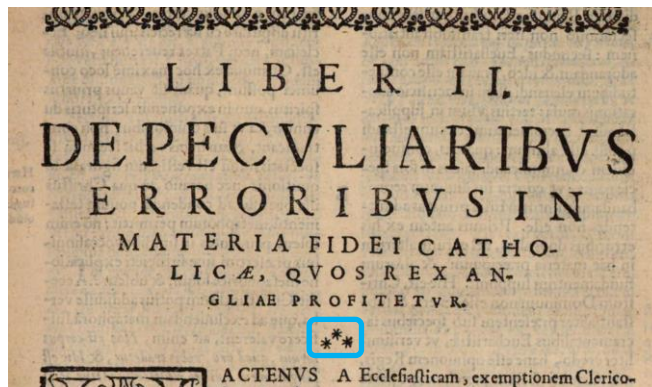 LIBER II.
DE PECVLIARIBVS
ERRORIBVS IN
MATERIA FIDEI CATHO-
LICÆ, QVOS REX AN-
GLIAE PROFITETVR.
***
ACTENVS A Ecclesiasticam, exemptionem Clerico-